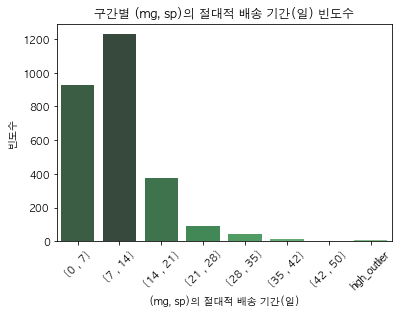 구간별 (mg, sp)의 절대적 배송 기간(일) 빈도수
빈도수
1200
1000
800
600
400
200
0
[0 , 7)
[7 , 14)
[14 , 21)
[21 , 28)
[28 , 35)
[35 , 42)
[42 , 50)
hgh_outlier
(mg, sp)의 절대적 배송 기간(일)